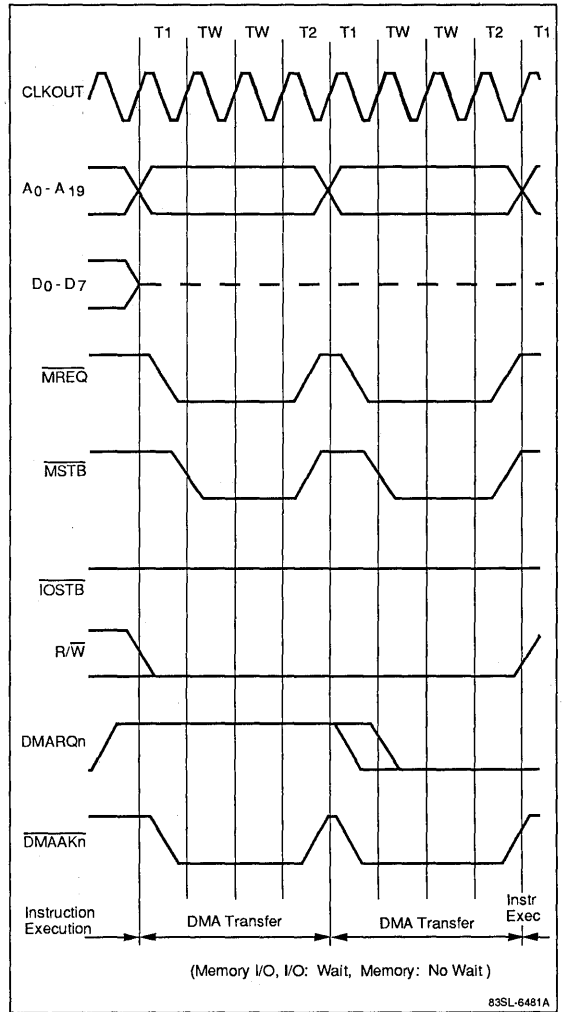 T1 TW TW T2 T1 TW TW T2 T1
CLKOUT
A0 - A19
D0 - D7
MREQ
MSTB
IOSTB
R/W
DMARQn
DMAAKn
Instruction
Execution
DMA Transfer
DMA Transfer
Instr
Exec
(Memory I/O, I/O: Wait, Memory: No Wait)
83SL-6481A